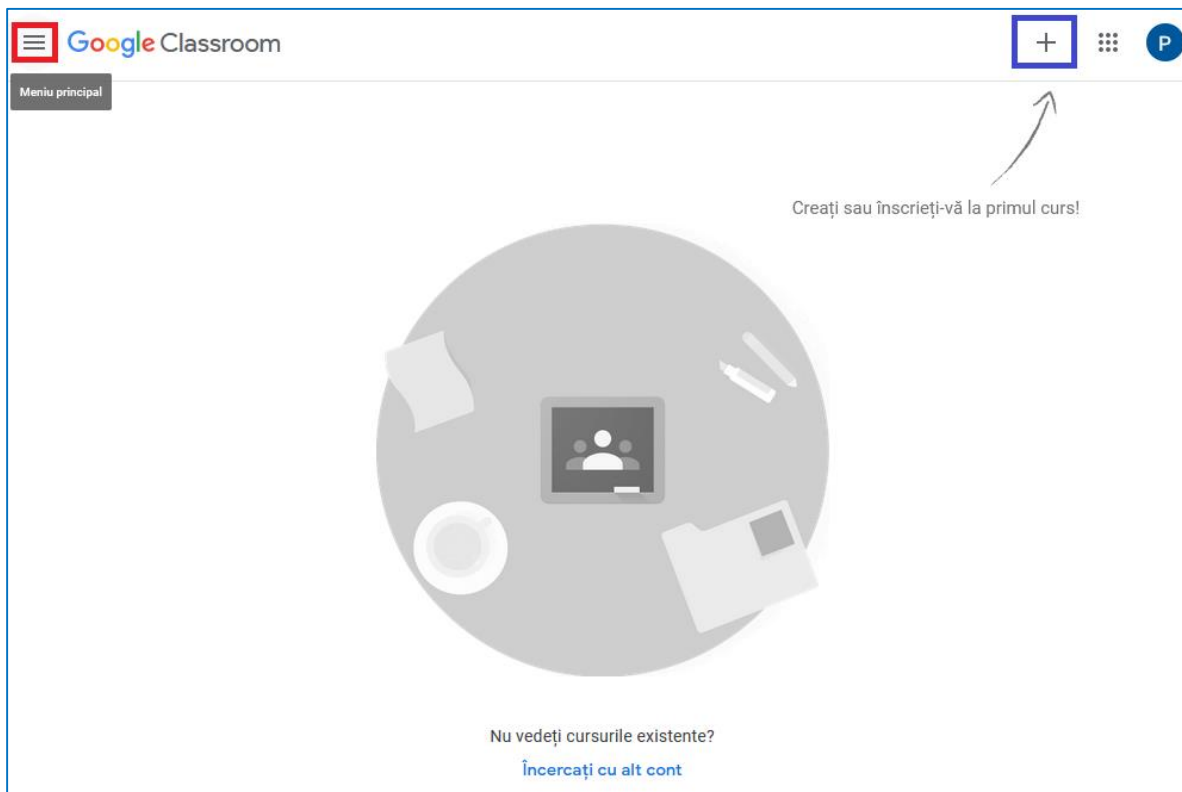 Google Classroom
P
Meniu principal
Creați sau înscrieți-vă la primul curs!
Nu vedeți cursurile existente?
Încercați cu alt cont